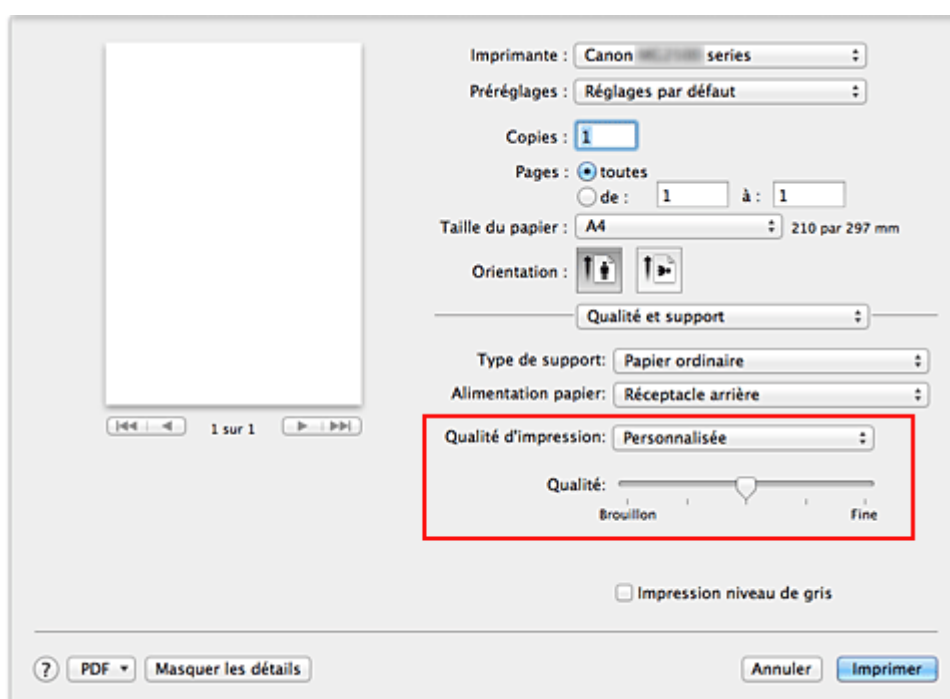 Imprimante : Canon series
Préréglages : Réglages par défaut
Copies : 1
Pages : toutes
de : 1 à : 1
Taille du papier : A4 210 par 297 mm
Orientation :
Qualité et support
Type de support: Papier ordinaire
Alimentation papier: Réceptacle arrière
1 sur 1
Qualité d'impression: Personnalisée
Qualité:
Brouillon Fine
Impression niveau de gris
? PDF Masquer les détails Annuler Imprimer